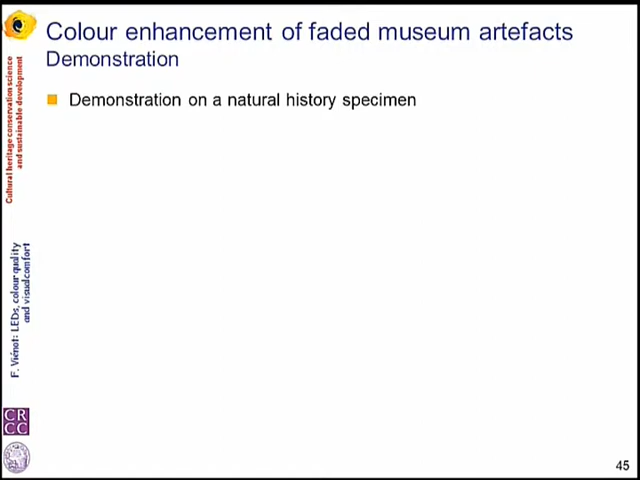 Colour enhancement of faded museum artefacts
Demonstration
Demonstration on a natural history specimen
Cultural heritage conservation science
and sustainable development
F. Viénot: LEDs, colour quality
and visual comfort
CR
CC
45